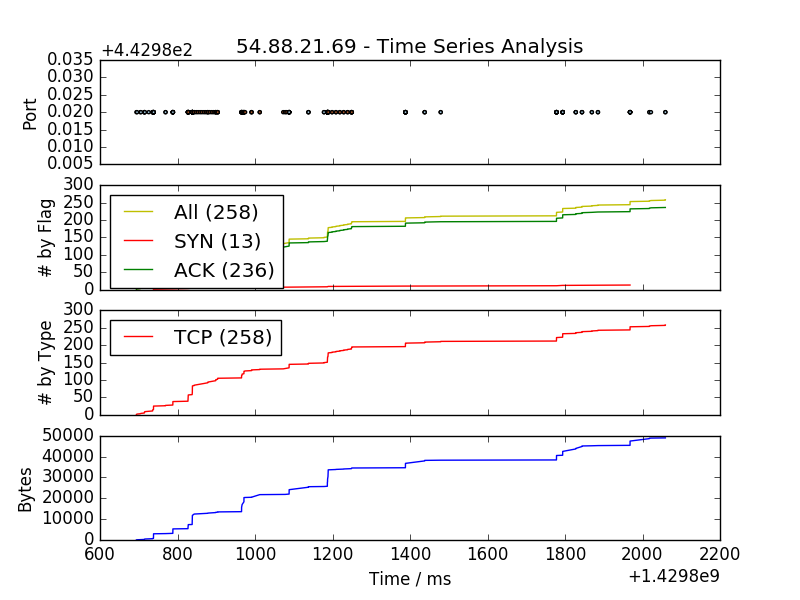 +4.4298e2
54.88.21.69 - Time Series Analysis
Port
0.035
0.030
0.025
0.020
0.015
0.010
0.005
# by Flag
300
250
200
150
100
50
0
All (258)
SYN (13)
ACK (236)
# by Type
300
250
200
150
100
50
0
TCP (258)
Bytes
50000
40000
30000
20000
10000
0
600 800 1000 1200 1400 1600 1800 2000 2200
Time / ms
+1.4298e9